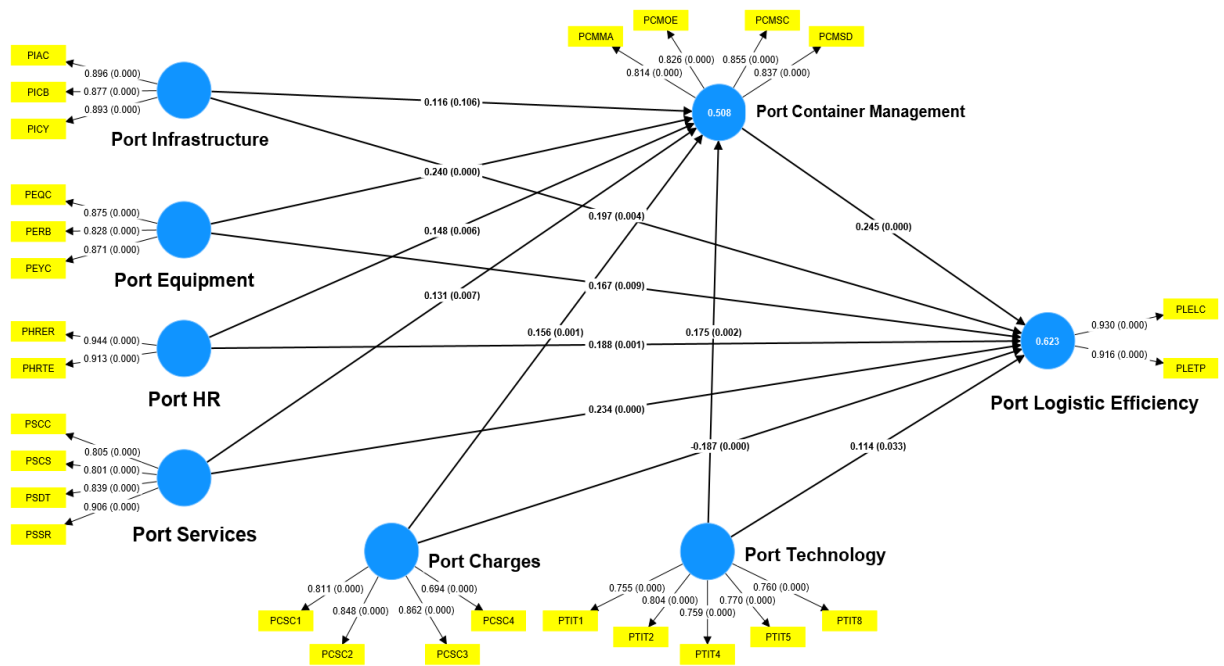 PCMOE
PCMSC
PCMMA
PCMSD
PIAC
PICB
PICY
0.896 (0.000)
0.877 (0.000)
0.893 (0.000)
Port Infrastructure
0.826 (0.000)
0.855 (0.000)
0.814 (0.000)
0.837 (0.000)
0.508
Port Container Management
0.116 (0.106)
PEQC
PERB
PEYC
0.875 (0.000)
0.828 (0.000)
0.871 (0.000)
Port Equipment
0.240 (0.000)
0.197 (0.004)
0.245 (0.000)
0.148 (0.006)
0.167 (0.009)
0.131 (0.007)
PHRER
PHRTE
0.944 (0.000)
0.913 (0.000)
Port HR
0.156 (0.001)
0.175 (0.002)
0.188 (0.001)
0.623
0.930 (0.000)
0.916 (0.000)
PLELC
PLETP
Port Logistic Efficiency
PSCC
PSCS
PSDT
PSSR
0.805 (0.000)
0.801 (0.000)
0.839 (0.000)
0.906 (0.000)
Port Services
0.234 (0.000)
-0.187 (0.000)
0.114 (0.033)
Port Charges
0.811 (0.000)
0.848 (0.000)
0.862 (0.000)
0.694 (0.000)
PCSC1
PCSC2
PCSC3
PCSC4
Port Technology
0.755 (0.000)
0.804 (0.000)
0.759 (0.000)
0.770 (0.000)
0.760 (0.000)
PTIT1
PTIT2
PTIT4
PTIT5
PTIT8